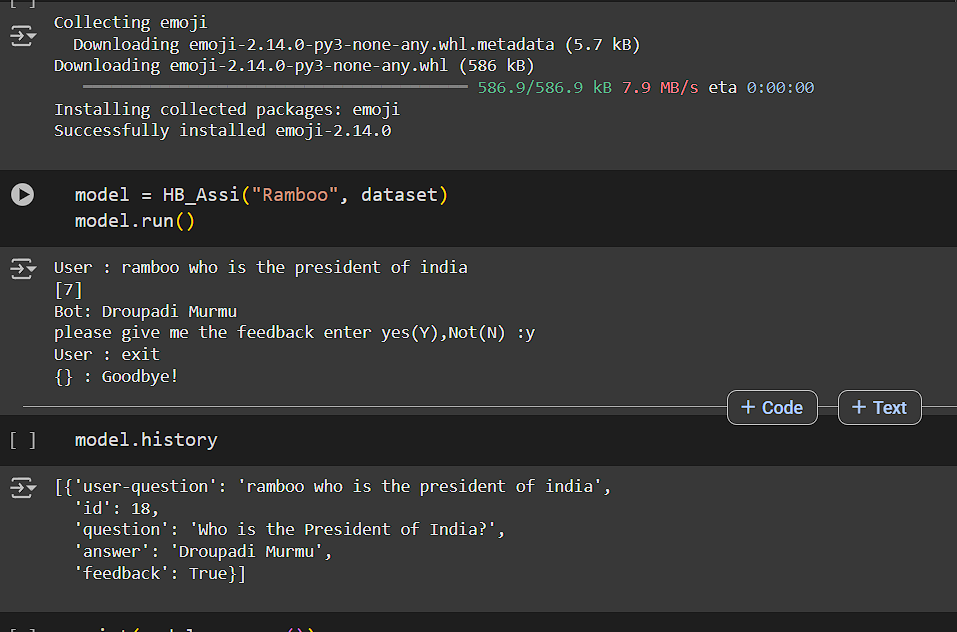 [ ]
Collecting emoji
Downloading emoji-2.14.0-py3-none-any.whl.metadata (5.7 kB)
Downloading emoji-2.14.0-py3-none-any.whl (586 kB)
586.9/586.9 kB 7.9 MB/s eta 0:00:00
Installing collected packages: emoji
Successfully installed emoji-2.14.0
model = HB_Assi("Ramboo", dataset)
model.run()
User : ramboo who is the president of india
[7]
Bot: Droupadi Murmu
please give me the feedback enter yes(Y),Not(N) :y
User : exit
{} : Goodbye!
+ Code + Text
[ ] model.history
[{'user-question': 'ramboo who is the president of india',
'id': 18,
'question': 'Who is the President of India?',
'answer': 'Droupadi Murmu',
'feedback': True}]